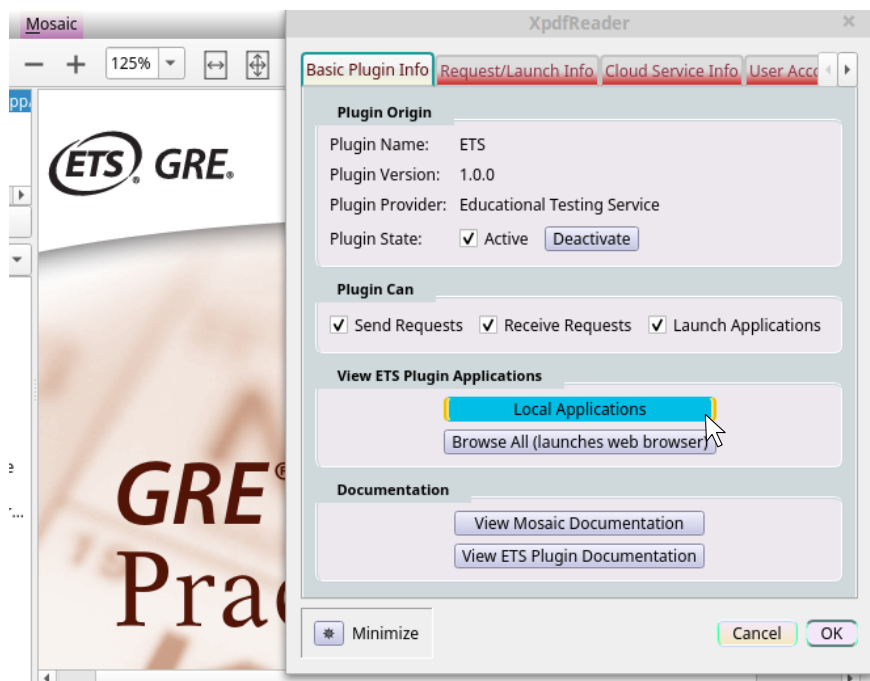 Mosaic
XpdfReader
125%
Basic Plugin Info
Request/Launch Info
Cloud Service Info
User Acco
pp
ETS
® GRE®
Plugin Origin
Plugin Name: ETS
Plugin Version: 1.0.0
Plugin Provider: Educational Testing Service
Plugin State: Active Deactivate
Plugin Can
Send Requests Receive Requests Launch Applications
View ETS Plugin Applications
Local Applications
Browse All (launches web browser)
Documentation
View Mosaic Documentation
View ETS Plugin Documentation
e
r...
GRE®
Prac
Minimize
Cancel
OK